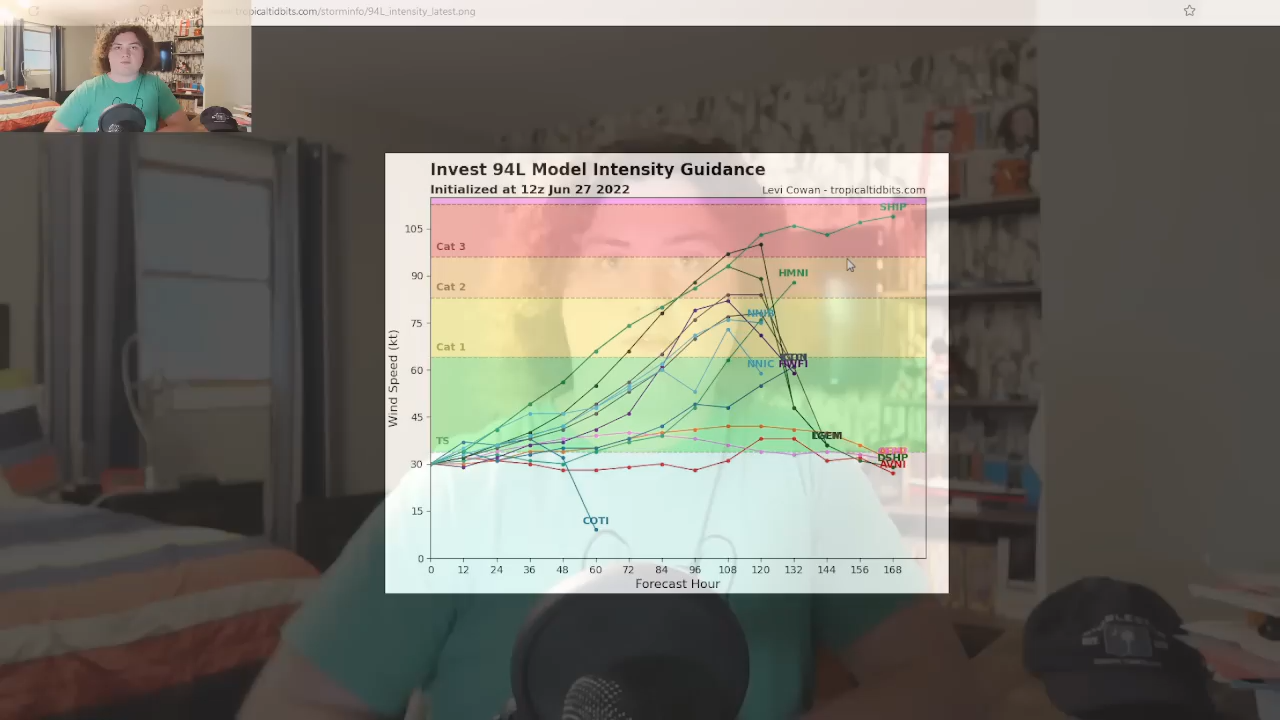 tropicaltidbits.com/storminfo/94L_intensity_latest.png
Invest 94L Model Intensity Guidance
Initialized at 12z Jun 27 2022
Levi Cowan - tropicaltidbits.com
SHIP
105
Cat 3
HMNI
90
Cat 2
Wind Speed (kt)
75
Cat 1
NNIC
HWFI
60
45
TS
LGEM
DSHP
30
AVNI
15
COTI
0
0 12 24 36 48 60 72 84 96 108 120 132 144 156 168
Forecast Hour